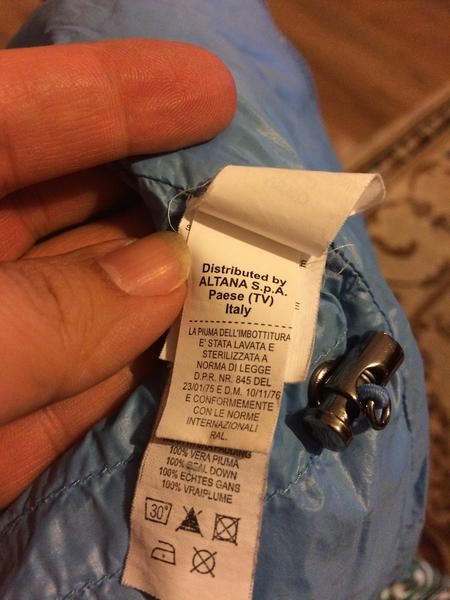 Distributed by
ALTANA S.p.A.
Paese (TV)
Italy
LA PIUMA DELL'IMBOTTITURA
E' STATA LAVATA E
STERILIZZATA A
NORMA DI LEGGE
D.P.R. NR. 845 DEL
23/01/75 E D.M. 10/11/76
E CONFORMEMENTE
CON LE NORME
INTERNAZIONALI
RAL.
PADDING
100% VERA PIUMA
100% REAL DOWN
100% ECHTES GANS
100% VRAIPLUME
30°